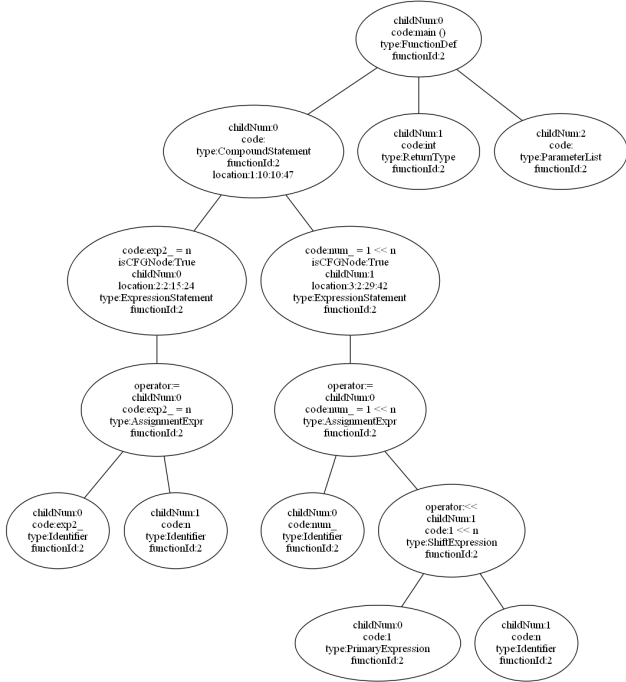 childNum:0
code:main ()
type:FunctionDef
functionId:2
childNum:0
code:
type:CompoundStatement
functionId:2
location:1:10:10:47
childNum:1
code:int
type:ReturnType
functionId:2
childNum:2
code:
type:ParameterList
functionId:2
code:exp2_ = n
isCFGNode:True
childNum:0
location:2:2:15:24
type:ExpressionStatement
functionId:2
code:num_ = 1 << n
isCFGNode:True
childNum:1
location:3:2:29:42
type:ExpressionStatement
functionId:2
operator:=
childNum:0
code:exp2_ = n
type:AssignmentExpr
functionId:2
operator:=
childNum:0
code:num_ = 1 << n
type:AssignmentExpr
functionId:2
childNum:0
code:exp2_
type:Identifier
functionId:2
childNum:1
code:n
type:Identifier
functionId:2
childNum:0
code:num_
type:Identifier
functionId:2
operator:<<
childNum:1
code:1 << n
type:ShiftExpression
functionId:2
childNum:0
code:1
type:PrimaryExpression
functionId:2
childNum:1
code:n
type:Identifier
functionId:2